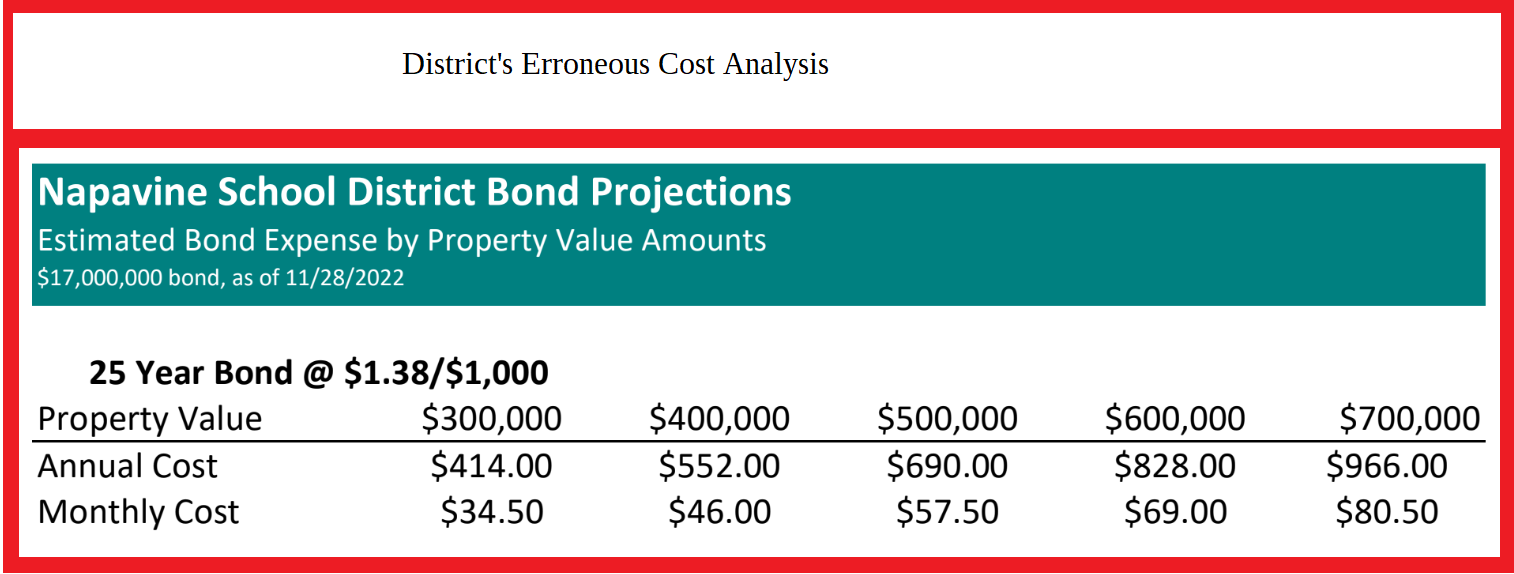 District's Erroneous Cost Analysis
Napavine School District Bond Projections
Estimated Bond Expense by Property Value Amounts
$17,000,000 bond, as of 11/28/2022
25 Year Bond @ $1.38/$1,000
Property Value $300,000 $400,000 $500,000 $600,000 $700,000
Annual Cost $414.00 $552.00 $690.00 $828.00 $966.00
Monthly Cost $34.50 $46.00 $57.50 $69.00 $80.50